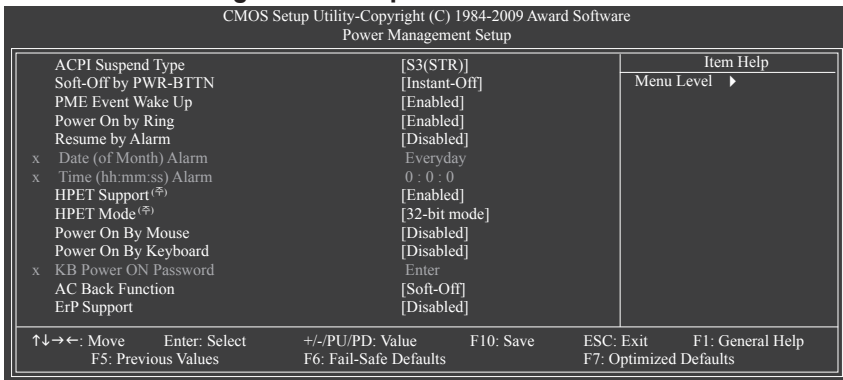 CMOS Setup Utility-Copyright (C) 1984-2009 Award Software
Power Management Setup
ACPI Suspend Type [S3(STR)] Item Help
Soft-Off by PWR-BTTN [Instant-Off] Menu Level ▶
PME Event Wake Up [Enabled]
Power On by Ring [Enabled]
Resume by Alarm [Disabled]
x Date (of Month) Alarm Everyday
x Time (hh:mm:ss) Alarm 0 : 0 : 0
HPET Support (주) [Enabled]
HPET Mode (주) [32-bit mode]
Power On By Mouse [Disabled]
Power On By Keyboard [Disabled]
x KB Power ON Password Enter
AC Back Function [Soft-Off]
ErP Support [Disabled]
↑↓→←: Move Enter: Select +/-/PU/PD: Value F10: Save ESC: Exit F1: General Help
F5: Previous Values F6: Fail-Safe Defaults F7: Optimized Defaults